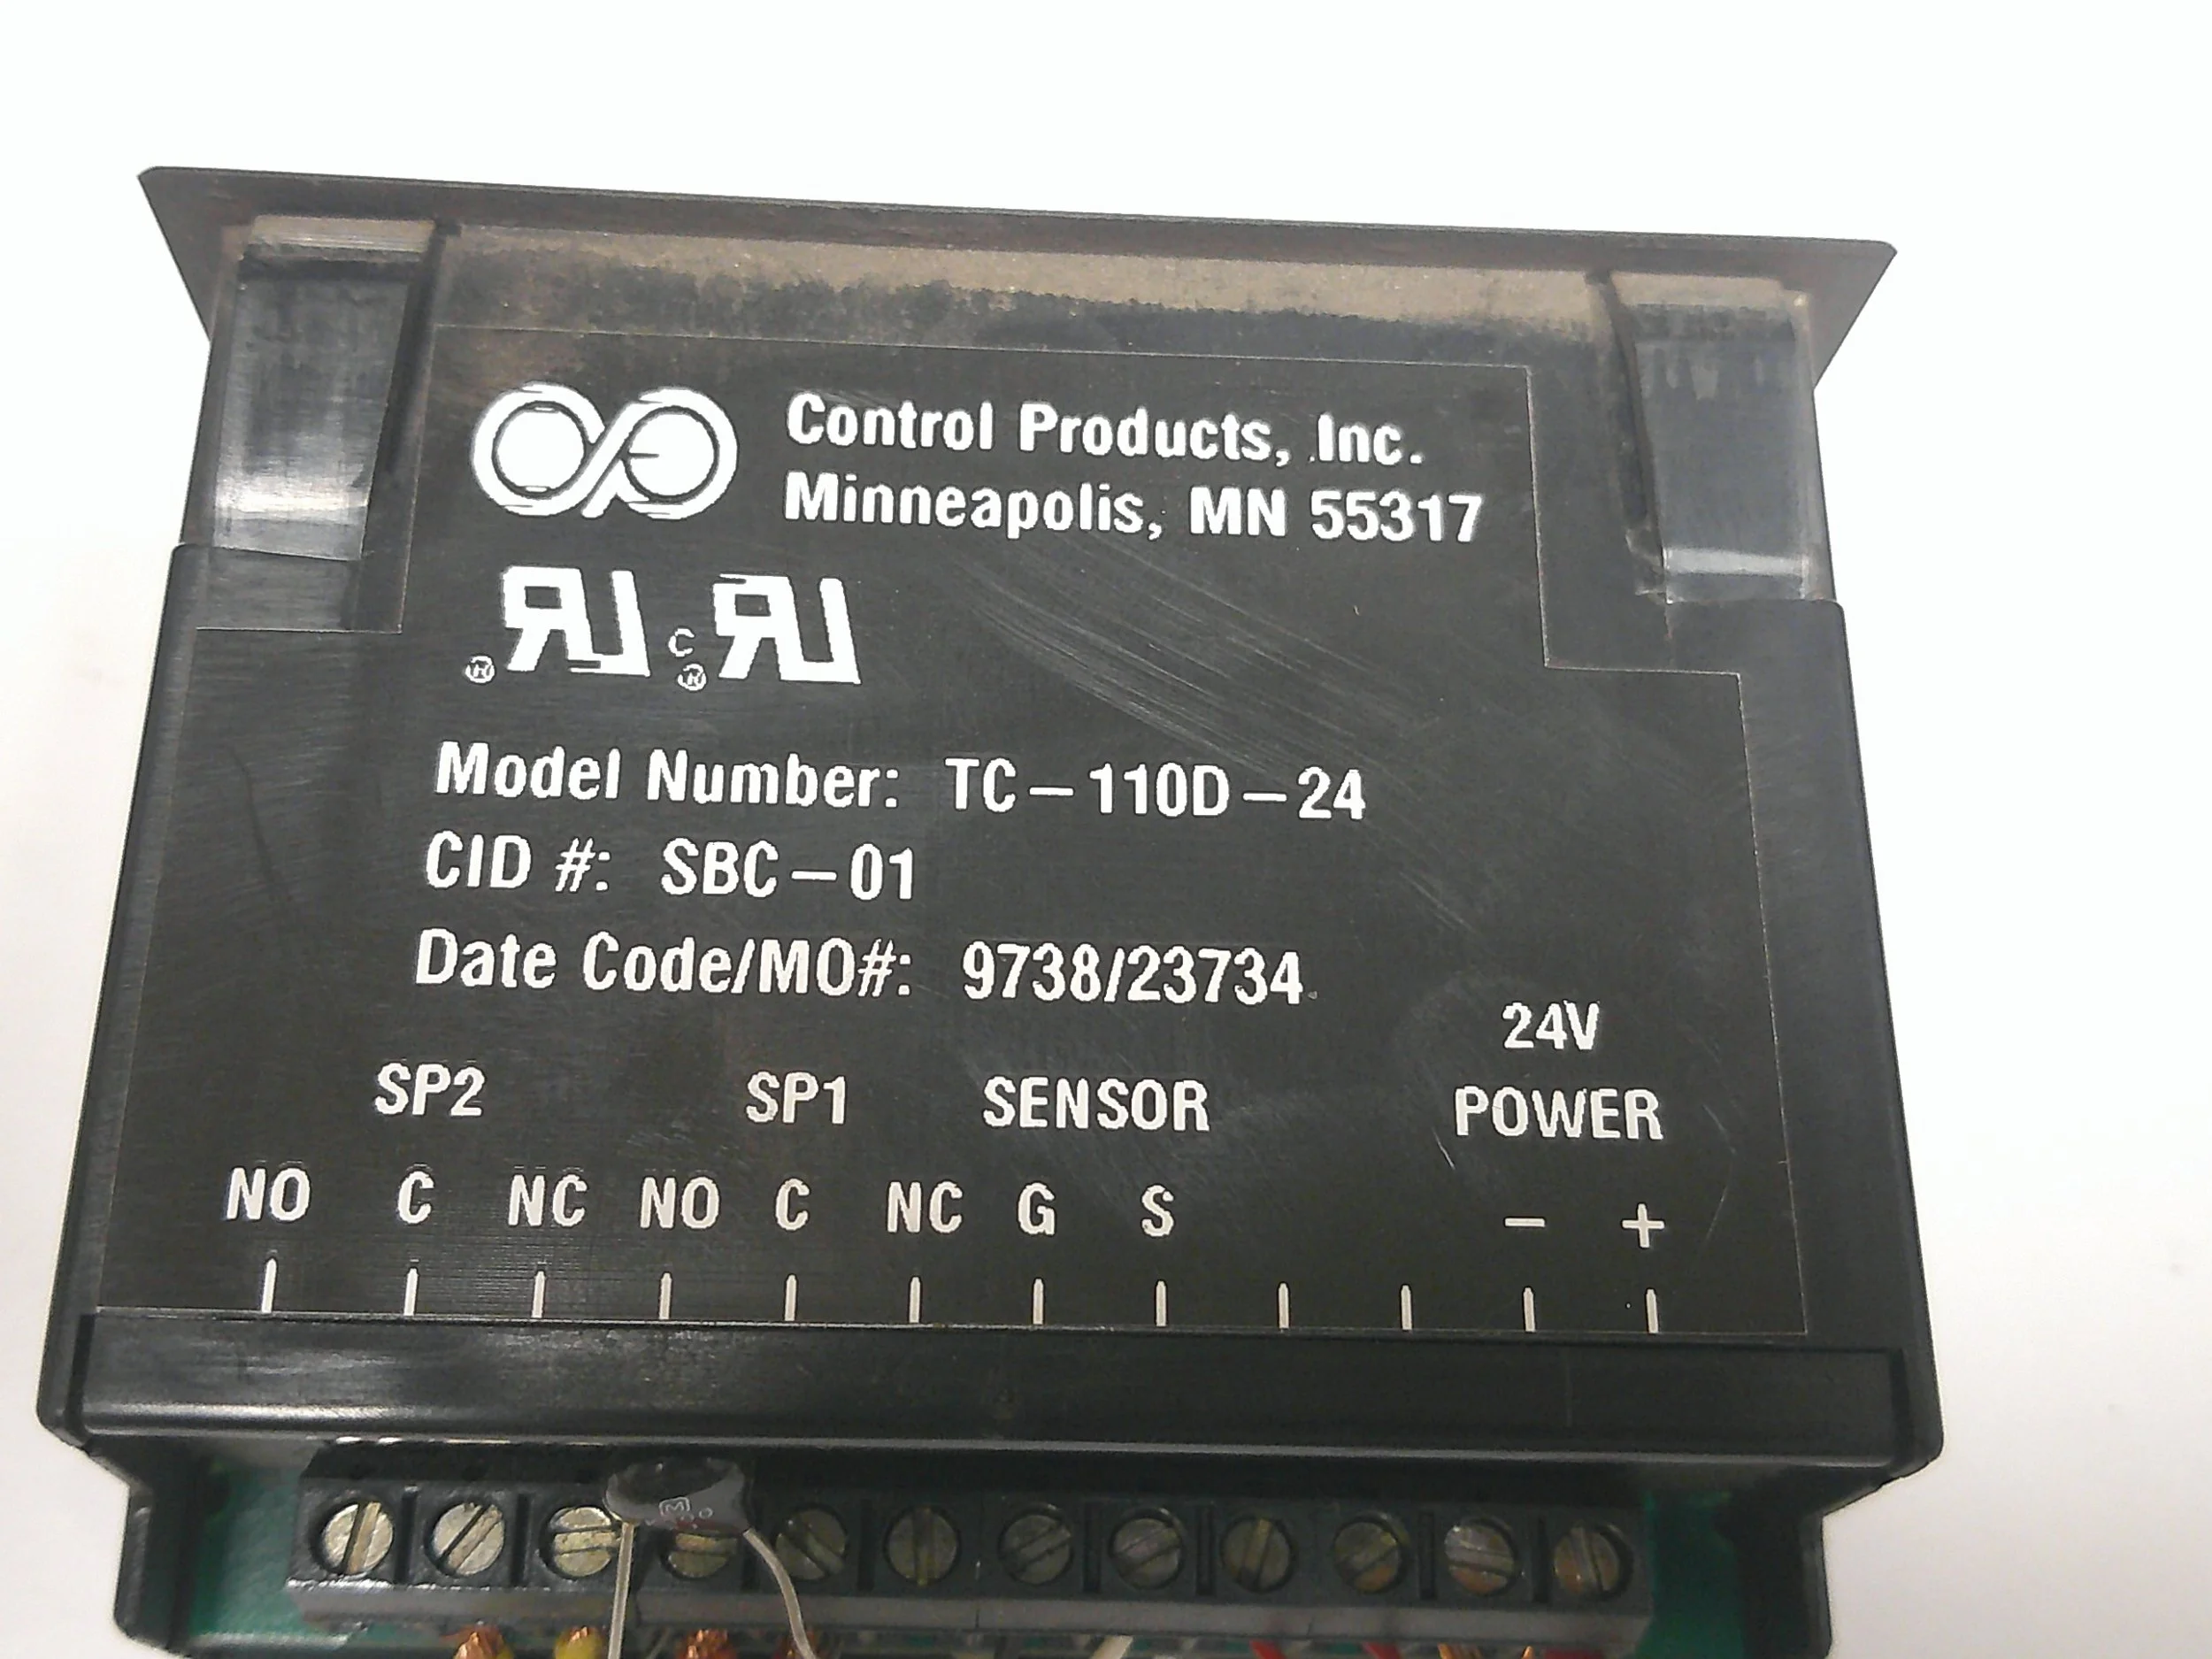 Control Products, Inc.
Minneapolis, MN 55317
Model Number: TC-110D-24
CID #: SBC-01
Date Code/MO#: 9738/23734
24V
SP2 SP1 SENSOR POWER
NO C NC NO C NC G S - +